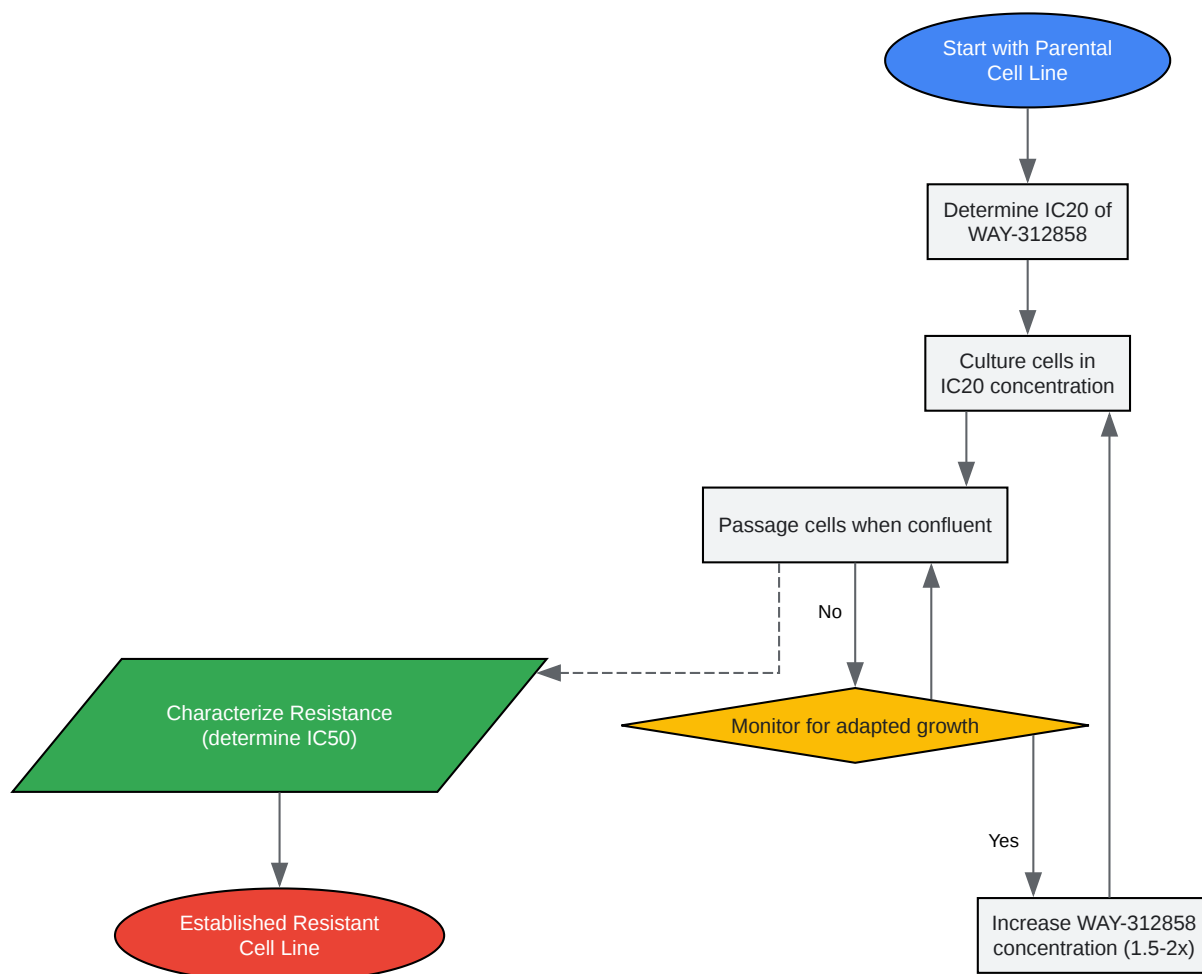 Start with Parental
Cell Line
Determine IC20 of
WAY-312858
Culture cells in
IC20 concentration
Passage cells when confluent
No
Characterize Resistance
(determine IC50)
Monitor for adapted growth
Yes
Established Resistant
Cell Line
Increase WAY-312858
concentration (1.5-2x)